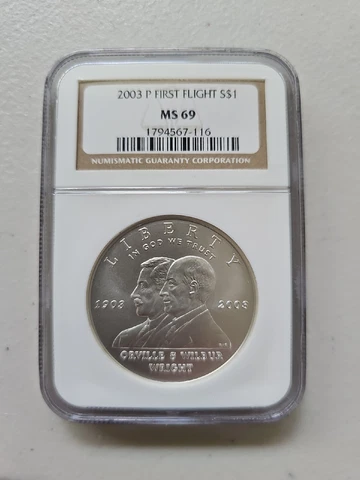 2003 P FIRST FLIGHT S$1
MS 69
1794567-116
NUMISMATIC GUARANTY CORPORATION
LIBERTY
IN GOD WE TRUST
1903 2003
ORVILLE & WILBUR
WRIGHT